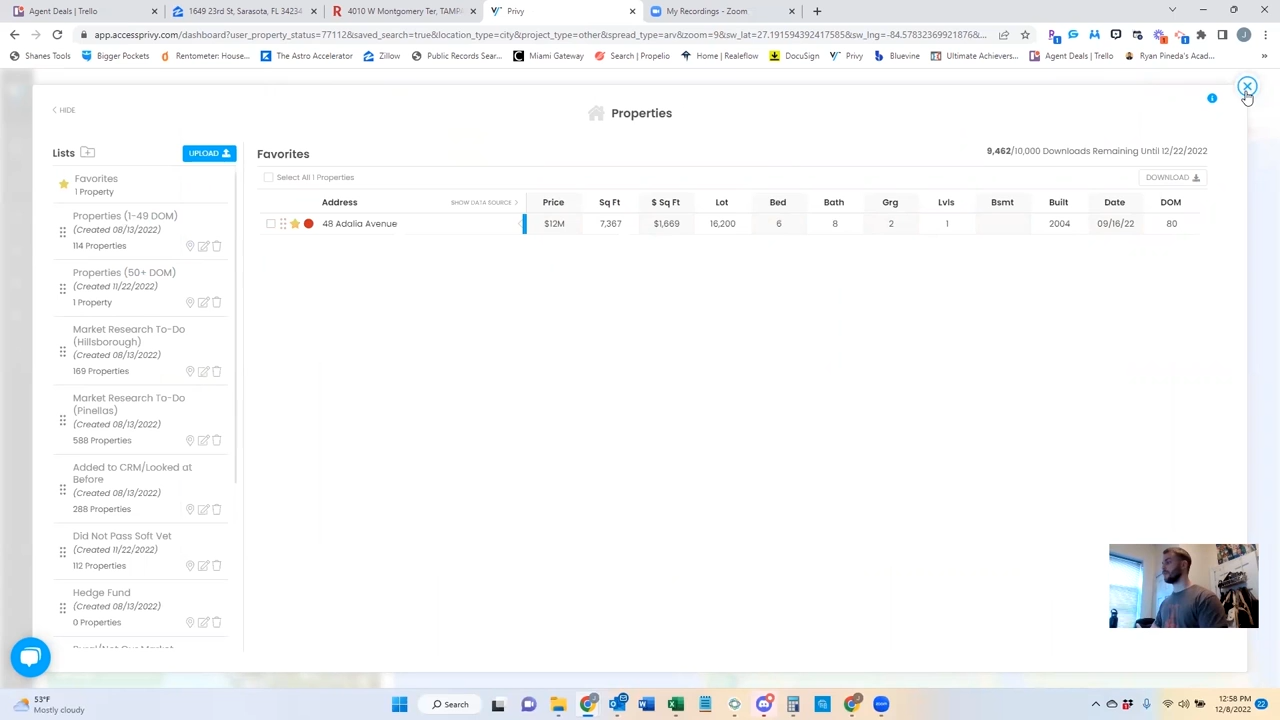 Agent Deals | Trello
1649 23rd St, Sarasota, FL 34234
4010 W Montgomery Ter, TAMP
Privy
My Recordings - Zoom
app.accessprivy.com/dashboard?user_property_status=77112&saved_search=true&location_type=city&project_type=other&spread_type=arv&zoom=9&sw_lat=27.191594392417585&sw_lng=-84.57832369921876&...
Shanes Tools
Bigger Pockets
Rentometer: House...
The Astro Accelerator
Zillow
Public Records Sear...
Miami Gateway
Search | Propelio
Home | Realeflow
DocuSign
Privy
Bluevine
Ultimate Achievers...
Agent Deals | Trello
Ryan Pineda's Acad...
HIDE
Properties
Lists
UPLOAD
Favorites
9,462/10,000 Downloads Remaining Until 12/22/2022
Select All 1 Properties
DOWNLOAD
Address SHOW DATA SOURCE Price Sq Ft $ Sq Ft Lot Bed Bath Grg Lvls Bsmt Built Date DOM
48 Adalia Avenue $12M 7,367 $1,669 16,200 6 8 2 1 2004 09/16/22 80
Favorites
1 Property
Properties (1-49 DOM)
(Created 08/13/2022)
114 Properties
Properties (50+ DOM)
(Created 11/22/2022)
1 Property
Market Research To-Do
(Hillsborough)
(Created 08/13/2022)
169 Properties
Market Research To-Do
(Pinellas)
(Created 08/13/2022)
588 Properties
Added to CRM/Looked at
Before
(Created 08/13/2022)
288 Properties
Did Not Pass Soft Vet
(Created 11/22/2022)
112 Properties
Hedge Fund
(Created 08/13/2022)
0 Properties
Rural/Not Our Market
53°F
Mostly cloudy
Search
12:58 PM
12/8/2022
22